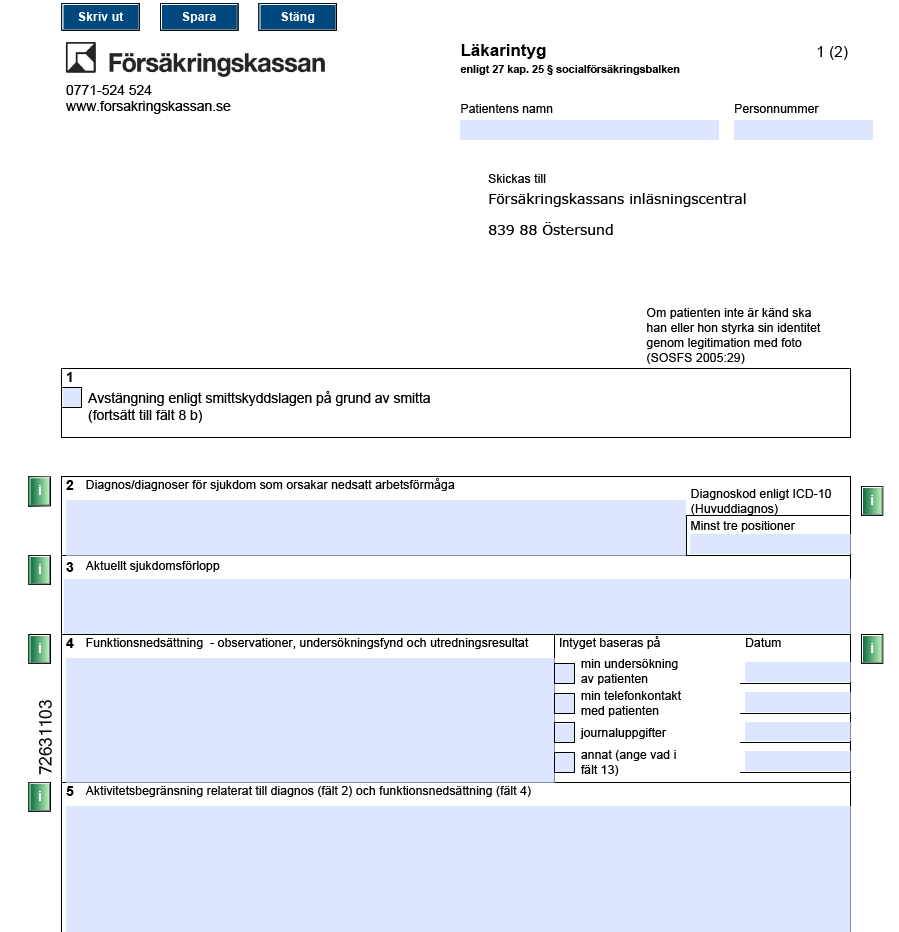 Skriv ut
Spara
Stäng
Försäkringskassan
0771-524 524
www.forsakringskassan.se
Läkarintyg
1 (2)
enligt 27 kap. 25 § socialförsäkringsbalken
Patientens namn
Personnummer
Skickas till
Försäkringskassans inläsningscentral
839 88 Östersund
Om patienten inte är känd ska
han eller hon styrka sin identitet
genom legitimation med foto
(SOSFS 2005:29)
1
Avstängning enligt smittskyddslagen på grund av smitta
(fortsätt till fält 8 b)
i
2 Diagnos/diagnoser för sjukdom som orsakar nedsatt arbetsförmåga
Diagnoskod enligt ICD-10
(Huvuddiagnos)
Minst tre positioner
i
i
3 Aktuellt sjukdomsförlopp
i
4 Funktionsnedsättning - observationer, undersökningsfynd och utredningsresultat
Intyget baseras på
Datum
i
min undersökning
av patienten
min telefonkontakt
med patienten
journaluppgifter
annat (ange vad i
fält 13)
72631103
i
5 Aktivitetsbegränsning relaterat till diagnos (fält 2) och funktionsnedsättning (fält 4)